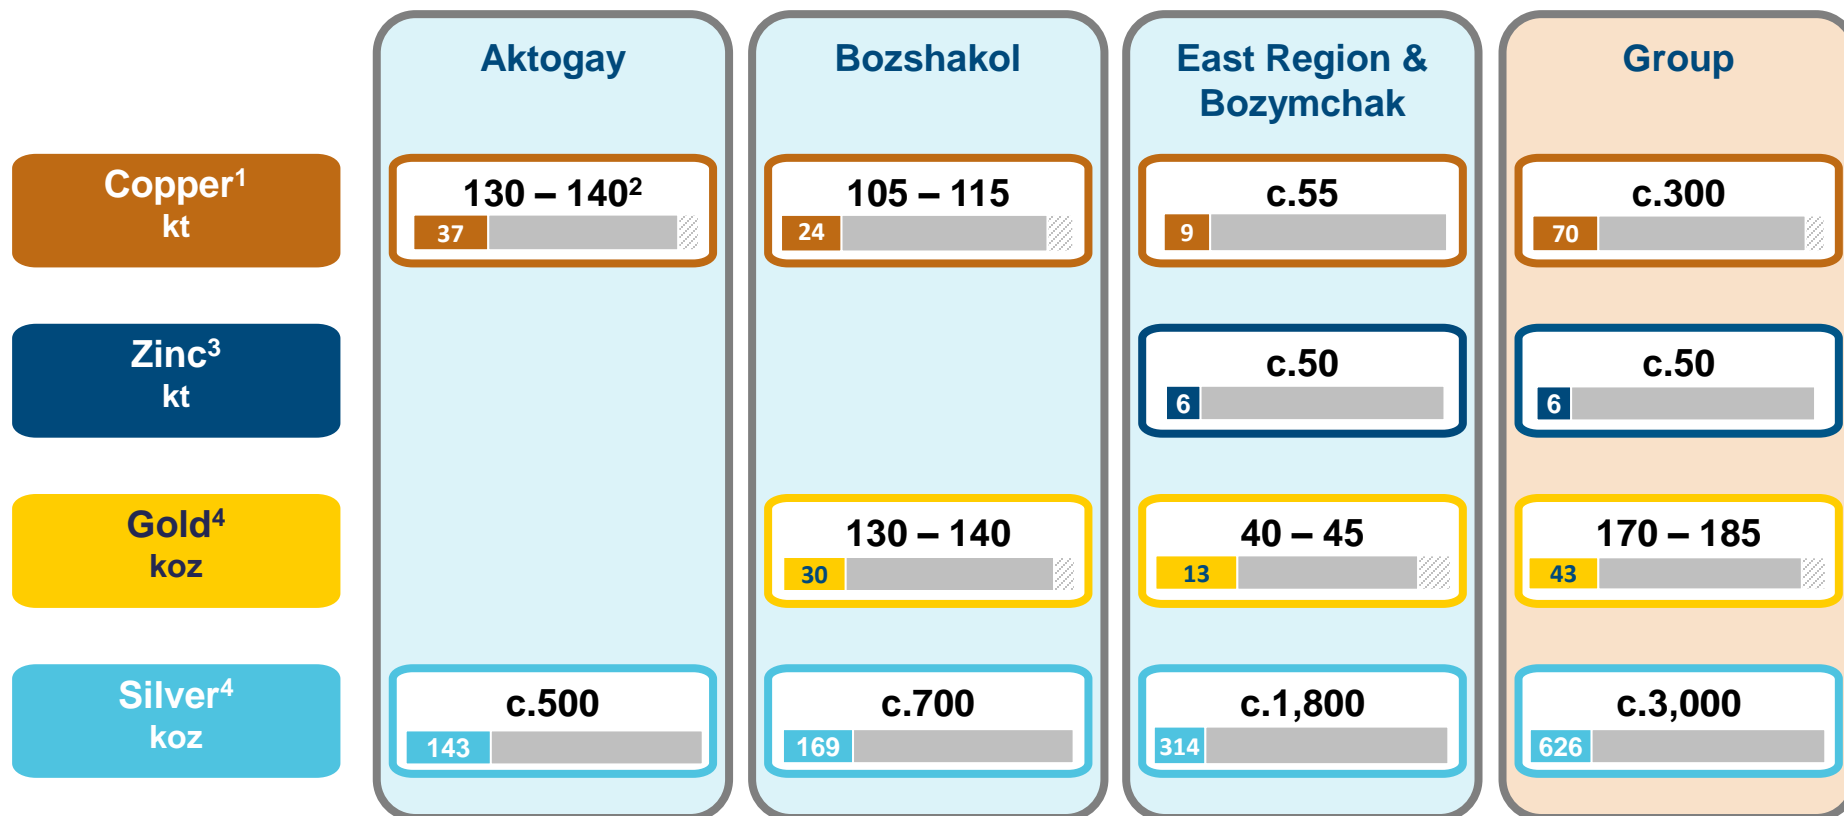 Aktogay
Bozshakol
East Region &
Bozymchak
Group
Copper¹
kt
130 – 140²
37
105 – 115
24
c.55
9
c.300
70
Zinc³
kt
c.50
6
c.50
6
Gold⁴
koz
130 – 140
30
40 – 45
13
170 – 185
43
Silver⁴
koz
c.500
143
c.700
169
c.1,800
314
c.3,000
626